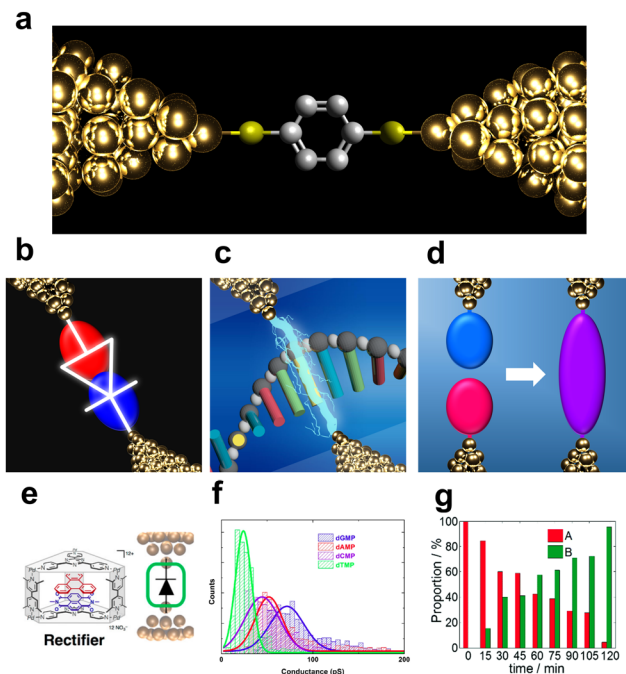 a
b
c
d
e
f
g
12+
12 NO₃⁻
Rectifier
Counts
dGMP
dAMP
dCMP
dTMP
0
100
200
Conductance (pS)
Proportion / %
100
80
60
40
20
0
A
B
0 15 30 45 60 75 90 105 120
time / min